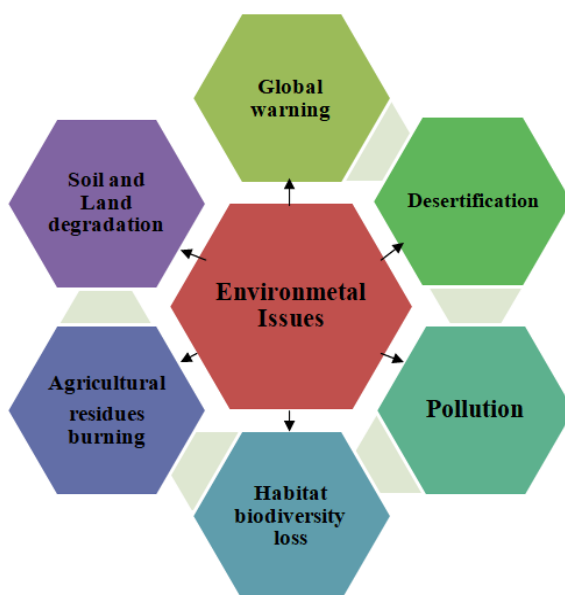 Global
warning
Soil and
Land
degradation
Desertification
Environmetal
Issues
Agricultural
residues
burning
Pollution
Habitat
biodiversity
loss